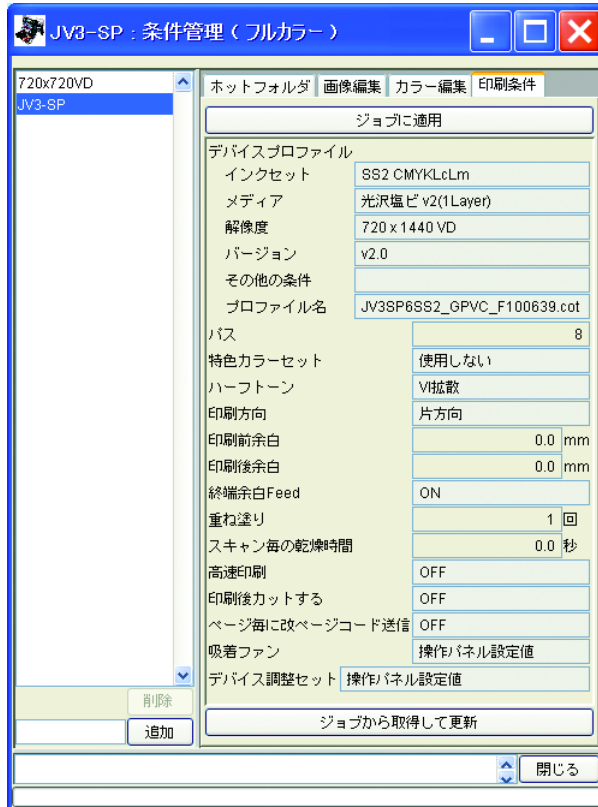 JV3-SP : 条件管理 ( フルカラー )
720x720VD
JV3-SP
ホットフォルダ 画像編集 カラー編集 印刷条件
ジョブに適用
デバイスプロファイル
インクセット SS2 CMYKLcLm
メディア 光沢塩ビ v2(1Layer)
解像度 720 x 1440 VD
バージョン v2.0
その他の条件
プロファイル名 JV3SP6SS2_GPVC_F100639.cot
パス 8
特色カラーセット 使用しない
ハーフトーン VI拡散
印刷方向 片方向
印刷前余白 0.0 mm
印刷後余白 0.0 mm
終端余白Feed ON
重ね塗り 1 回
スキャン毎の乾燥時間 0.0 秒
高速印刷 OFF
印刷後カットする OFF
ページ毎に改ページコード送信 OFF
吸着ファン 操作パネル設定値
デバイス調整セット 操作パネル設定値
削除
追加
ジョブから取得して更新
閉じる